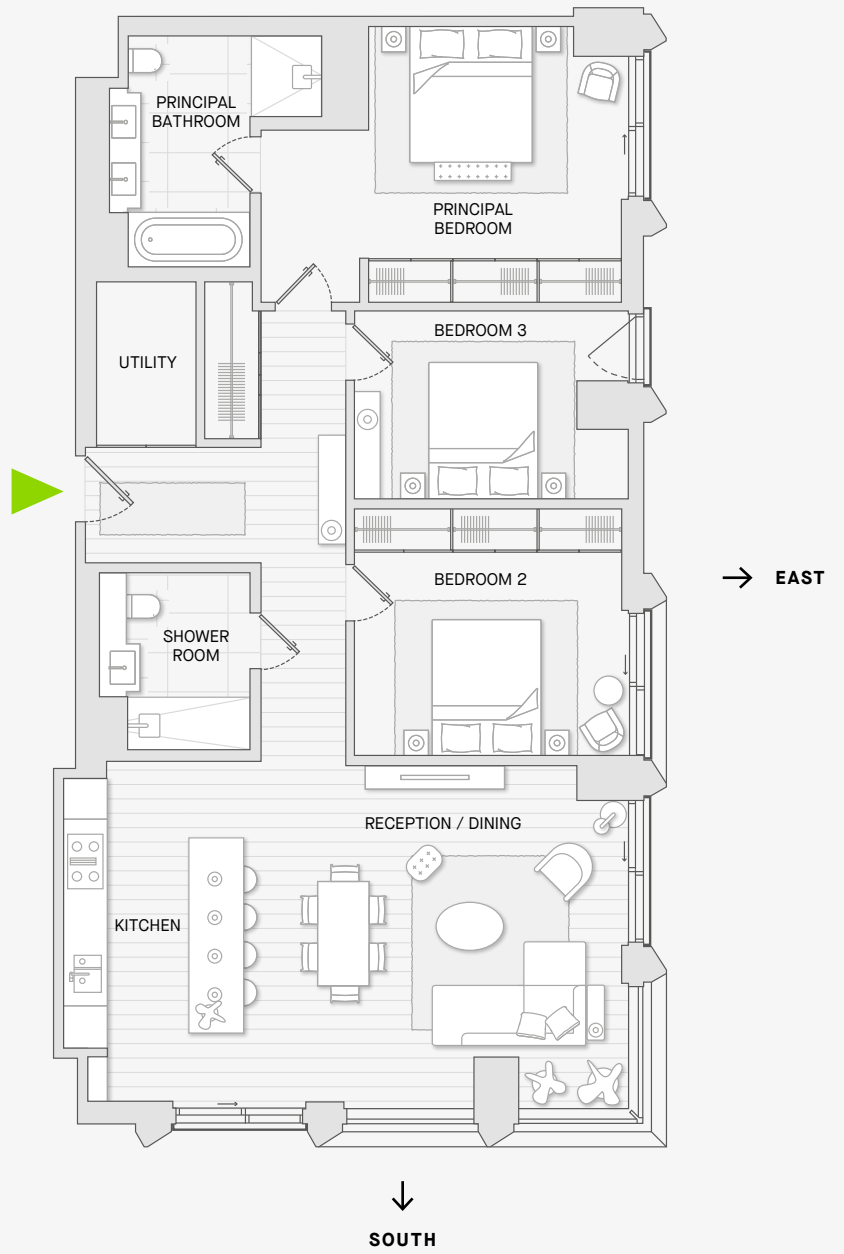 PRINCIPAL
BATHROOM
PRINCIPAL
BEDROOM
BEDROOM 3
UTILITY
BEDROOM 2
EAST
SHOWER
ROOM
RECEPTION / DINING
KITCHEN
SOUTH